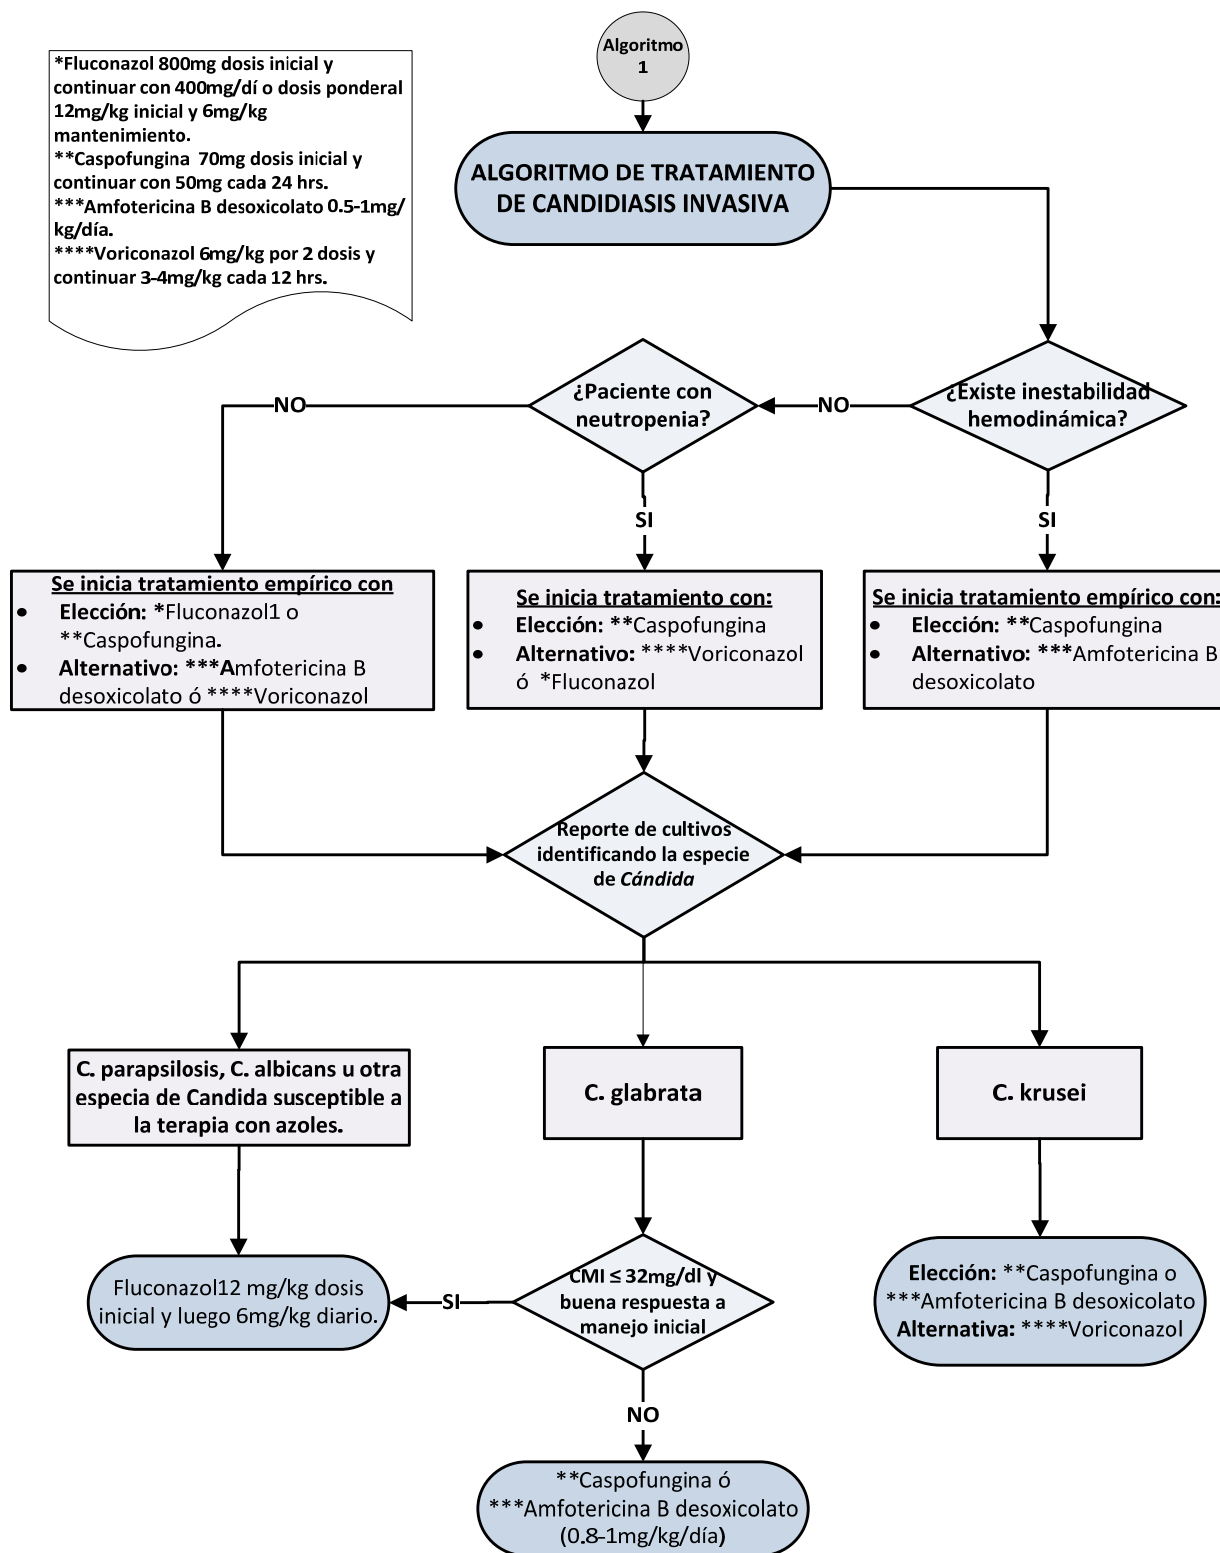 Algoritmo
1
*Fluconazol 800mg dosis inicial y
continuar con 400mg/dí o dosis ponderal
12mg/kg inicial y 6mg/kg
mantenimiento.
**Caspofungina 70mg dosis inicial y
continuar con 50mg cada 24 hrs.
***Amfotericina B desoxicolato 0.5-1mg/
kg/día.
****Voriconazol 6mg/kg por 2 dosis y
continuar 3-4mg/kg cada 12 hrs.
ALGORITMO DE TRATAMIENTO
DE CANDIDIASIS INVASIVA
¿Existe inestabilidad
hemodinámica?
NO
¿Paciente con
neutropenia?
NO
SI
SI
Se inicia tratamiento empírico con
• Elección: *Fluconazol1 o
**Caspofungina.
• Alternativo: ***Amfotericina B
desoxicolato ó ****Voriconazol
Se inicia tratamiento con:
• Elección: **Caspofungina
• Alternativo: ****Voriconazol
ó *Fluconazol
Se inicia tratamiento empírico con:
• Elección: **Caspofungina
• Alternativo: ***Amfotericina B
desoxicolato
Reporte de cultivos
identificando la especie
de Cándida
C. parapsilosis, C. albicans u otra
especia de Candida susceptible a
la terapia con azoles.
C. glabrata
C. krusei
Fluconazol12 mg/kg dosis
inicial y luego 6mg/kg diario.
SI
CMI ≤ 32mg/dl y
buena respuesta a
manejo inicial
Elección: **Caspofungina o
***Amfotericina B desoxicolato
Alternativa: ****Voriconazol
NO
**Caspofungina ó
***Amfotericina B desoxicolato
(0.8-1mg/kg/día)